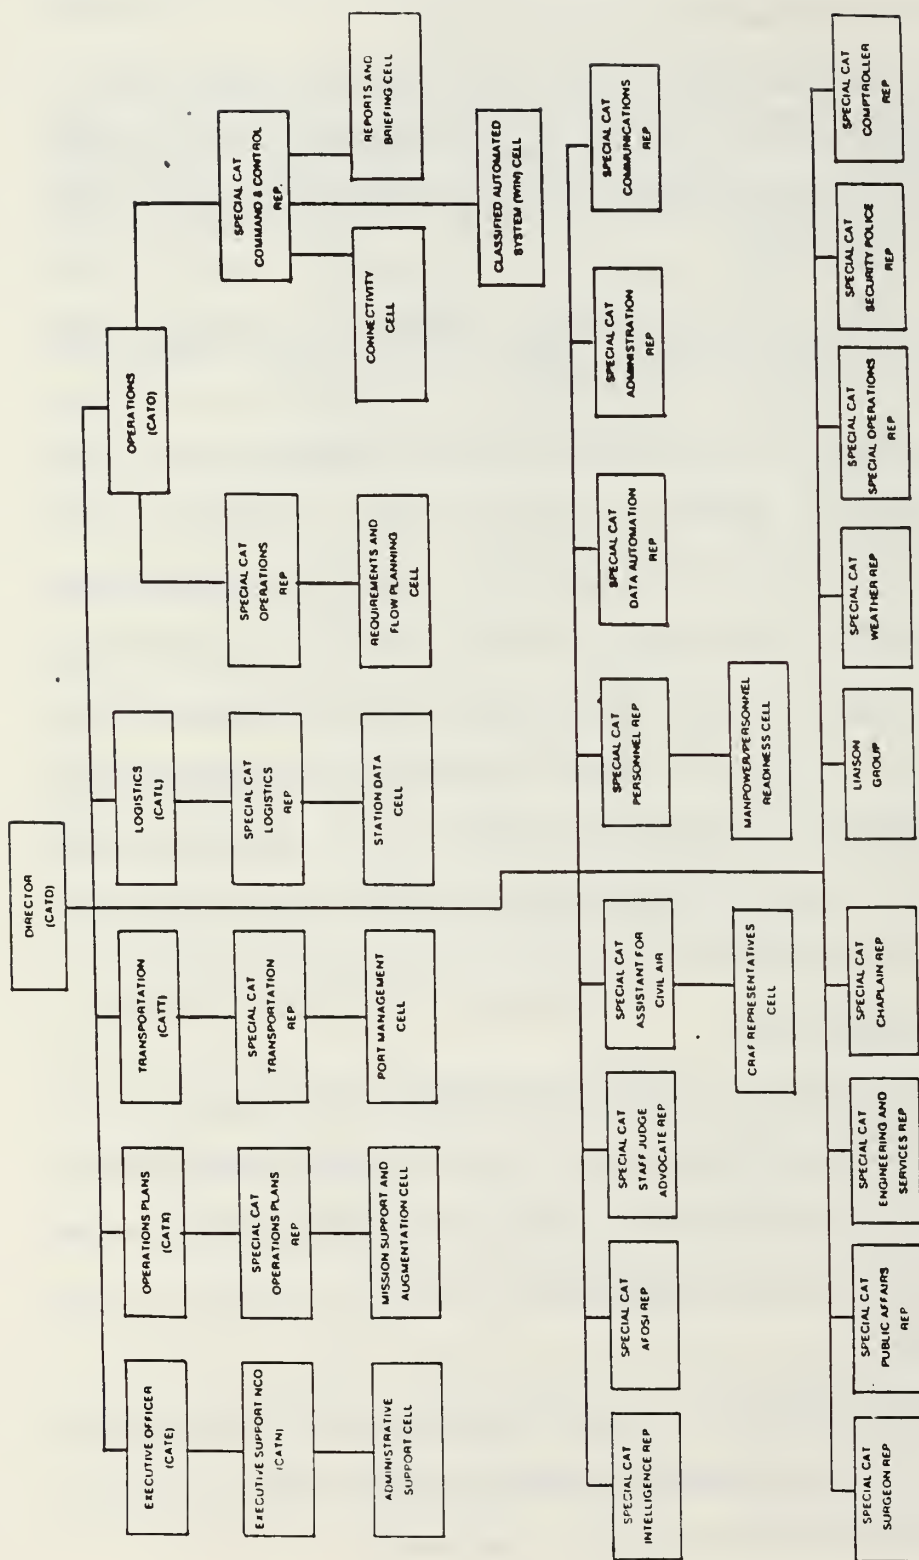 DIRECTOR
(CATD)
EXECUTIVE OFFICER
(CATE)
OPERATIONS PLANS
(CATX)
TRANSPORTATION
(CATT)
LOGISTICS
(CATL)
OPERATIONS
(CATO)
EXECUTIVE SUPPORT NCO
(CATN)
SPECIAL CAT
OPERATIONS PLANS
REP
SPECIAL CAT
TRANSPORTATION
REP
SPECIAL CAT
LOGISTICS
REP
SPECIAL CAT
OPERATIONS
REP
SPECIAL CAT
COMMAND & CONTROL
REP.
ADMINISTRATIVE
SUPPORT CELL
MISSION SUPPORT AND
AUGMENTATION CELL
PORT MANAGEMENT
CELL
STATION DATA
CELL
REQUIREMENTS AND
FLOW PLANNING
CELL
CONNECTIVITY
CELL
REPORTS AND
BRIEFING CELL
CLASSIFIED AUTOMATED
SYSTEM (WIN) CELL
SPECIAL CAT
INTELLIGENCE REP
SPECIAL CAT
AFOSI REP
SPECIAL CAT
STAFF JUDGE
ADVOCATE REP
SPECIAL CAT
ASSISTANT FOR
CIVIL AIR
SPECIAL CAT
PERSONNEL REP
SPECIAL CAT
DATA AUTOMATION
REP
SPECIAL CAT
ADMINISTRATION
REP
SPECIAL CAT
COMMUNICATIONS
REP
CRAF REPRESENTATIVES
CELL
MANPOWER/PERSONNEL
READINESS CELL
SPECIAL CAT
SURGEON REP
SPECIAL CAT
PUBLIC AFFAIRS
REP
SPECIAL CAT
ENGINEERING AND
SERVICES REP
SPECIAL CAT
CHAPLAIN REP
LIAISON
GROUP
SPECIAL CAT
WEATHER REP
SPECIAL CAT
SPECIAL OPERATIONS
REP
SPECIAL CAT
SECURITY POLICE
REP
SPECIAL CAT
COMPTROLLER
REP